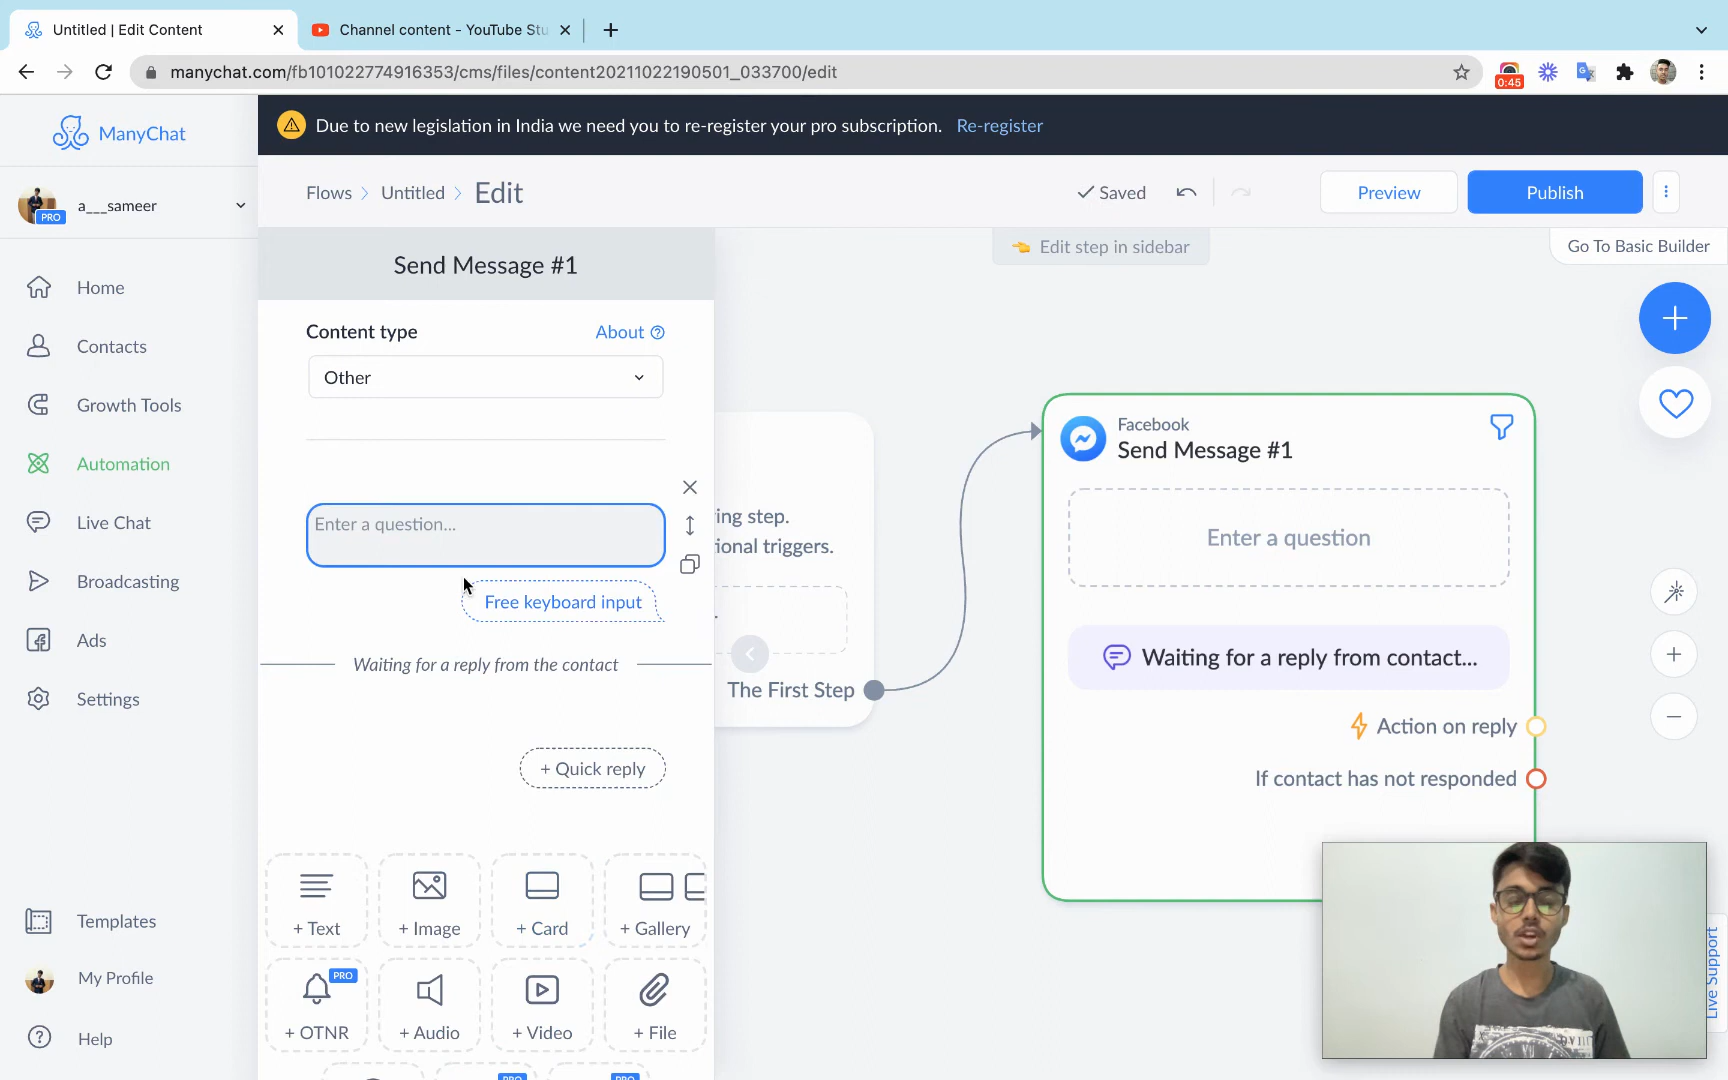 Untitled | Edit Content
Channel content - YouTube Stu
manychat.com/fb101022774916353/cms/files/content20211022190501_033700/edit
0:45
ManyChat
Due to new legislation in India we need you to re-register your pro subscription. Re-register
PRO
a___sameer
Flows
Untitled
Edit
Saved
Preview
Publish
Send Message #1
Edit step in sidebar
Go To Basic Builder
Home
Contacts
Growth Tools
Automation
Live Chat
Broadcasting
Ads
Settings
Templates
My Profile
Help
Content type
About
Other
Enter a question...
Free keyboard input
Waiting for a reply from the contact
+ Quick reply
+ Text
+ Image
+ Card
+ Gallery
PRO
+ OTNR
+ Audio
+ Video
+ File
PRO
PRO
ing step.
ional triggers.
The First Step
Facebook
Send Message #1
Enter a question
Waiting for a reply from contact...
Action on reply
If contact has not responded
Live Support